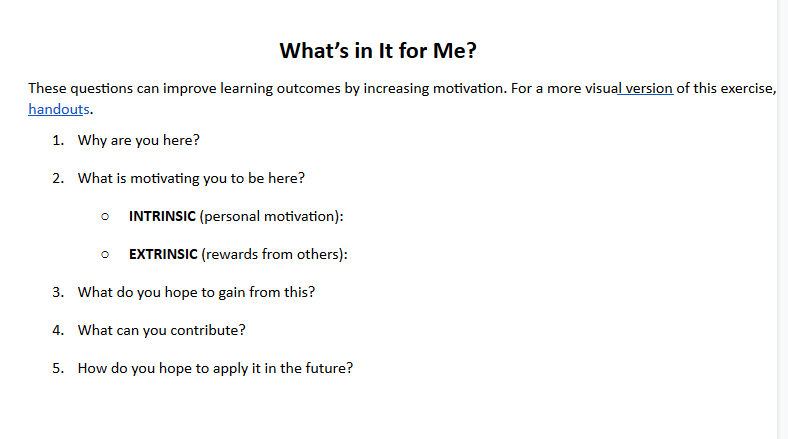 What’s in It for Me?
These questions can improve learning outcomes by increasing motivation. For a more visual version of this exercise,
handouts.
1. Why are you here?
2. What is motivating you to be here?
○ INTRINSIC (personal motivation):
○ EXTRINSIC (rewards from others):
3. What do you hope to gain from this?
4. What can you contribute?
5. How do you hope to apply it in the future?